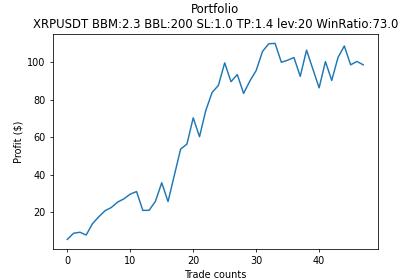 Portfolio
XRPUSDT BBM:2.3 BBL:200 SL:1.0 TP:1.4 lev:20 WinRatio:73.0
100
80
60
40
20
Profit ($)
0
10
20
30
40
Trade counts